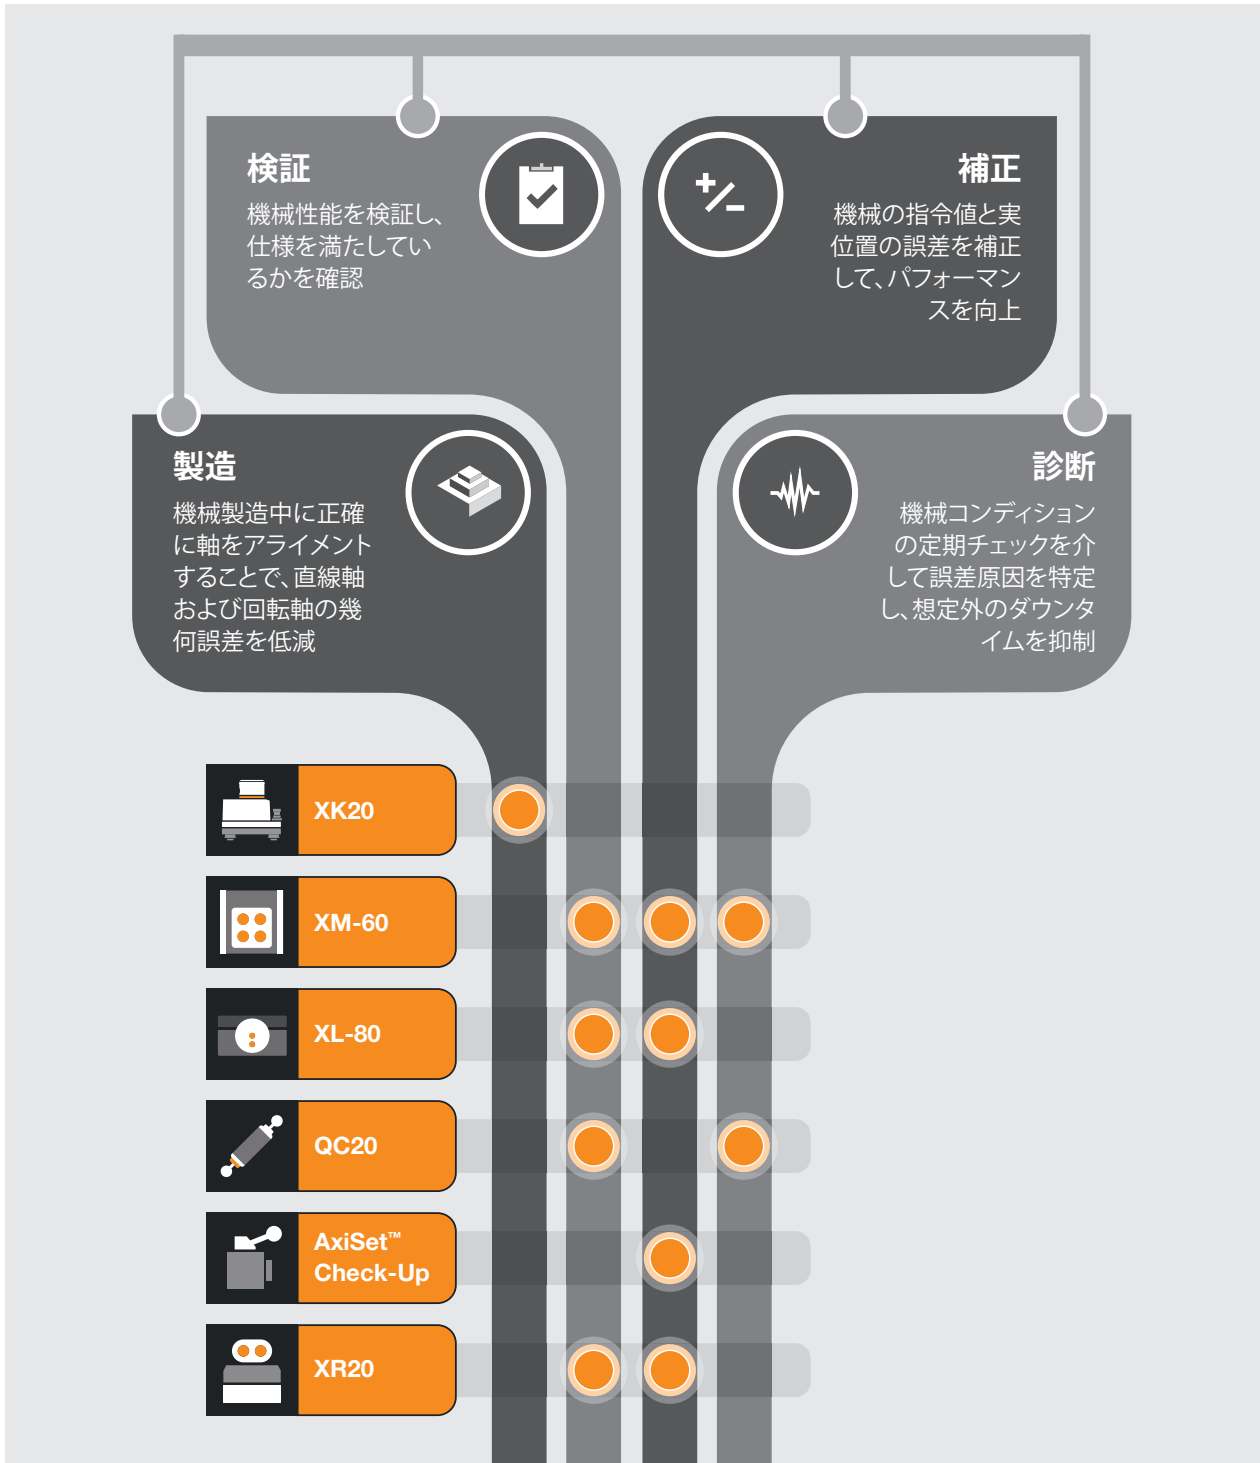 検証
機械性能を検証し、
仕様を満たしてい
るかを確認
補正
機械の指令値と実
位置の誤差を補正
して、パフォーマン
スを向上
製造
機械製造中に正確
に軸をアライメント
することで、直線軸
および回転軸の幾
何誤差を低減
診断
機械コンディション
の定期チェックを介
して誤差原因を特定
し、想定外のダウンタ
イムを抑制
XK20
XM-60
XL-80
QC20
AxiSet™
Check-Up
XR20